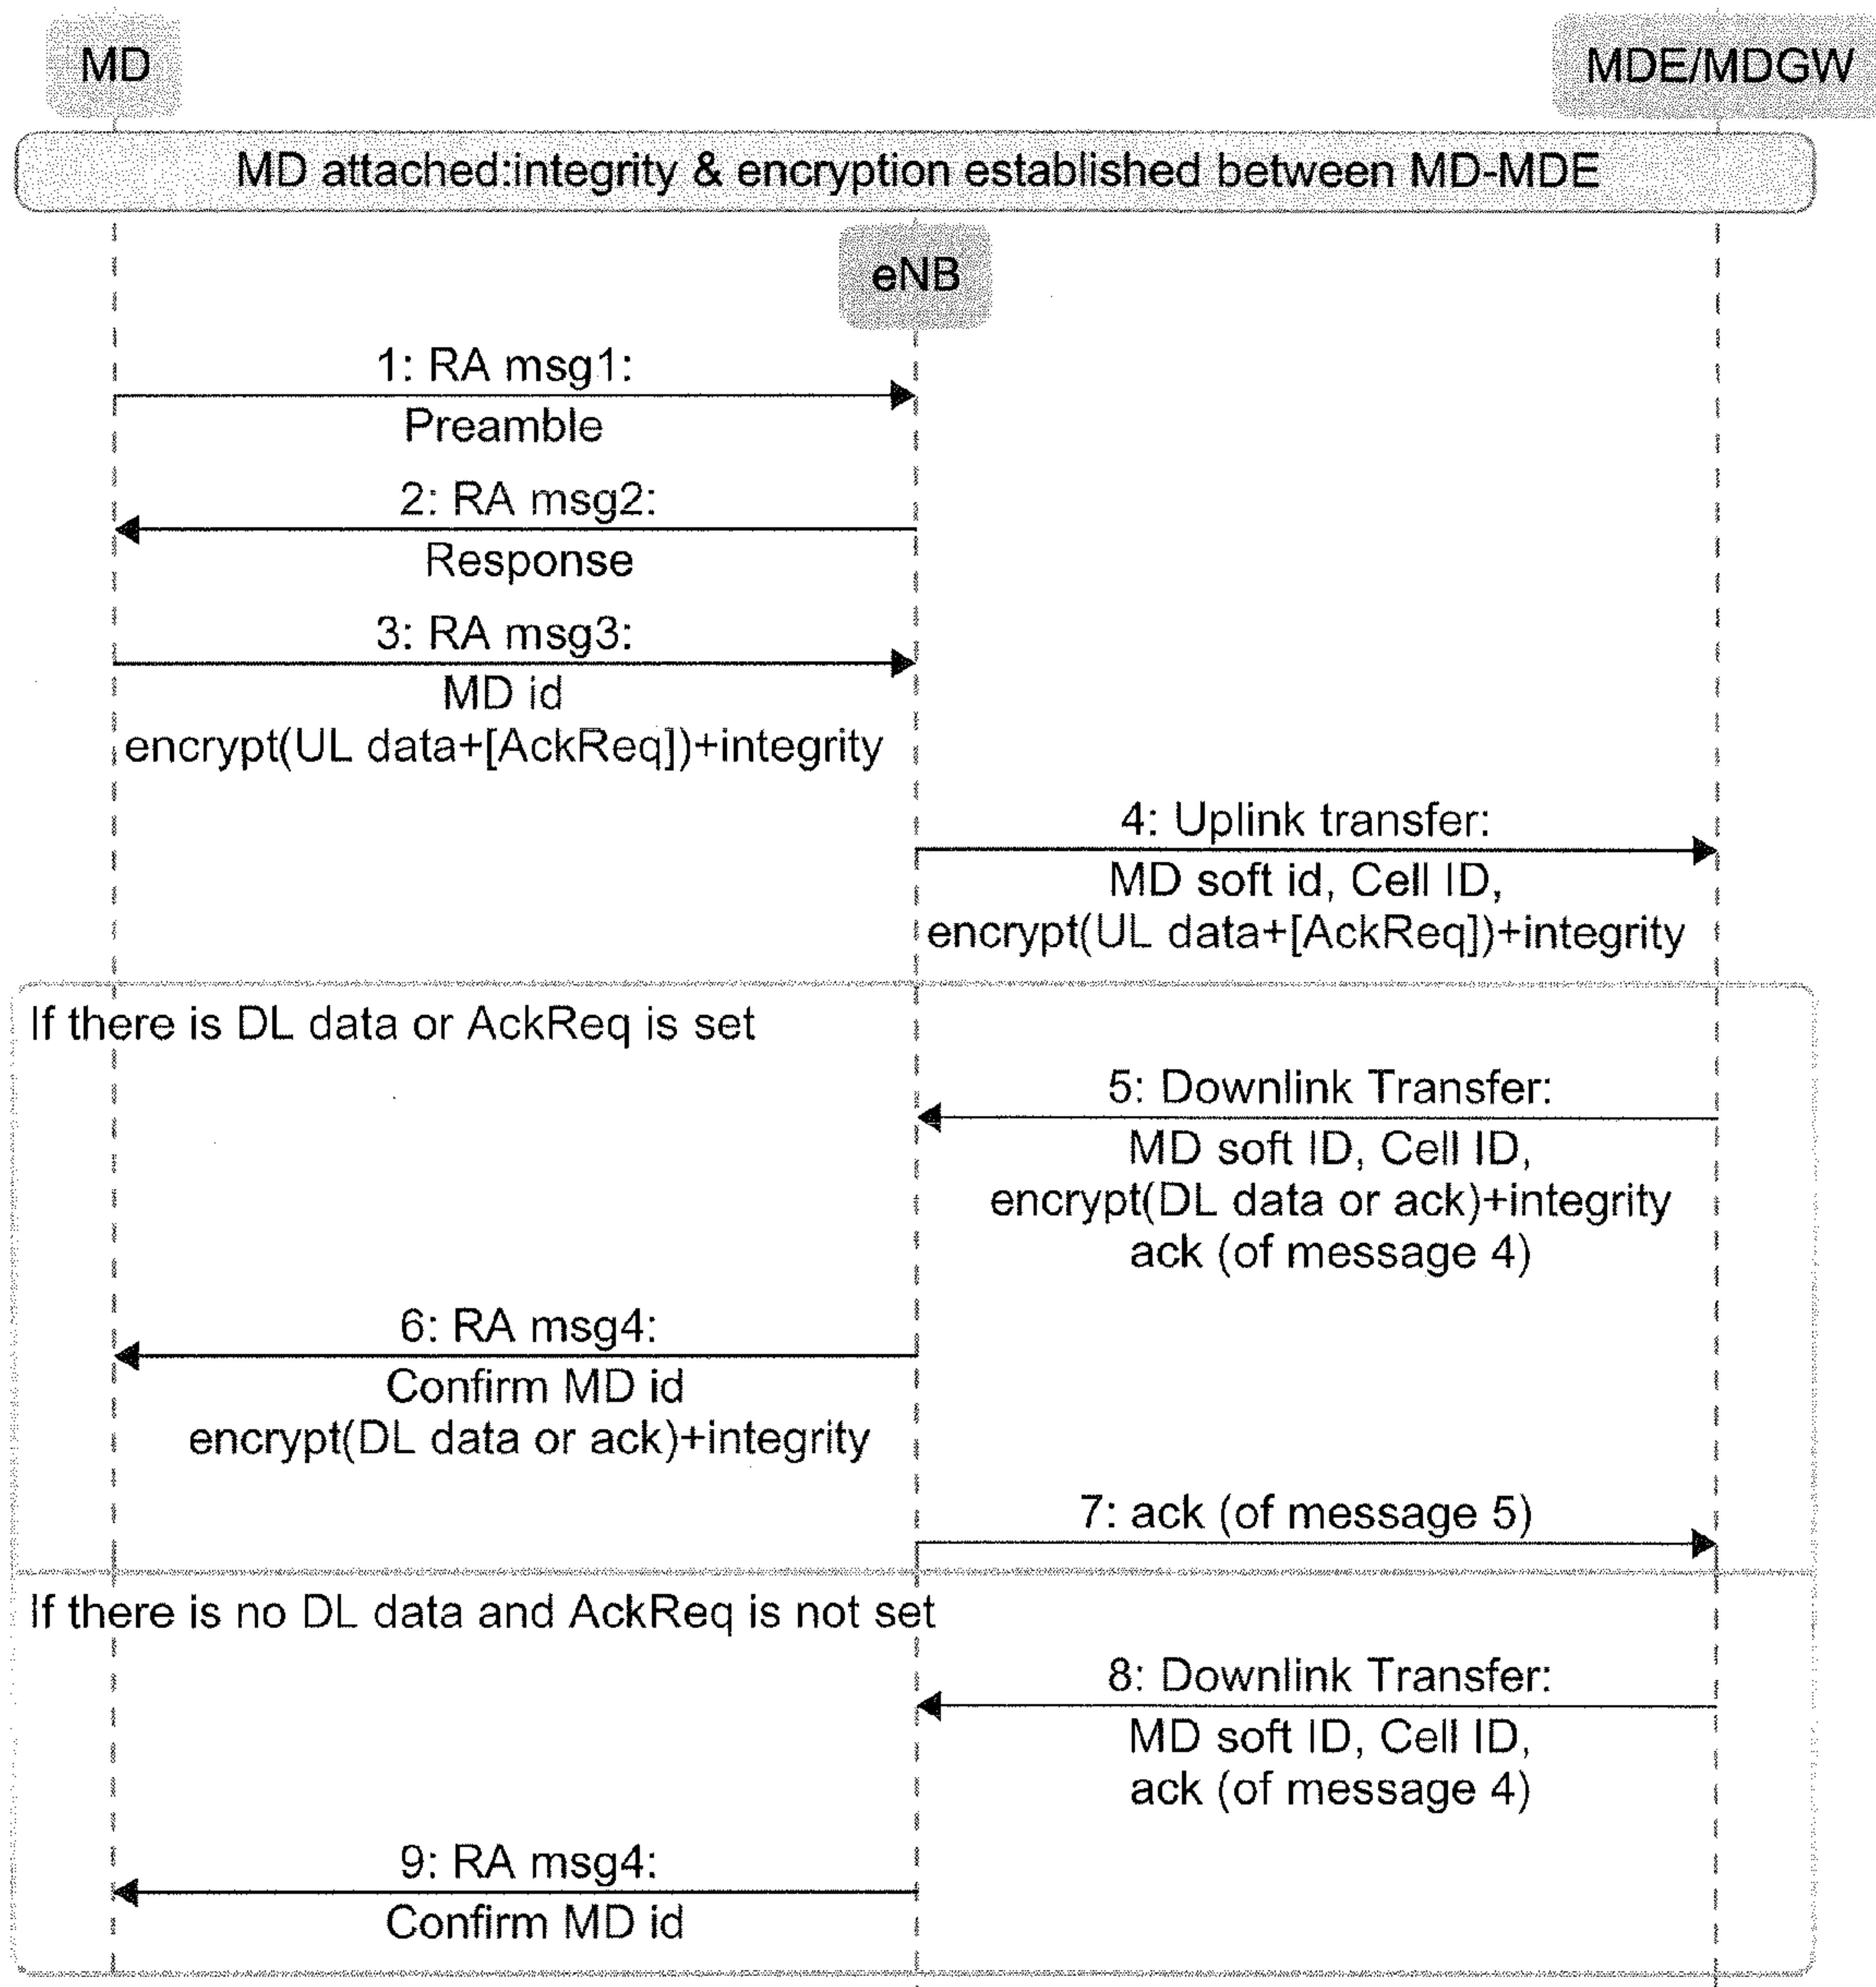 MD
MDE/MDGW
MD attached:integrity & encryption established between MD-MDE
eNB
1: RA msg1:
Preamble
2: RA msg2:
Response
3: RA msg3:
MD id
encrypt(UL data+[AckReq])+integrity
4: Uplink transfer:
MD soft id, Cell ID,
encrypt(UL data+[AckReq])+integrity
If there is DL data or AckReq is set
5: Downlink Transfer:
MD soft ID, Cell ID,
encrypt(DL data or ack)+integrity
ack (of message 4)
6: RA msg4:
Confirm MD id
encrypt(DL data or ack)+integrity
7: ack (of message 5)
If there is no DL data and AckReq is not set
8: Downlink Transfer:
MD soft ID, Cell ID,
ack (of message 4)
9: RA msg4:
Confirm MD id